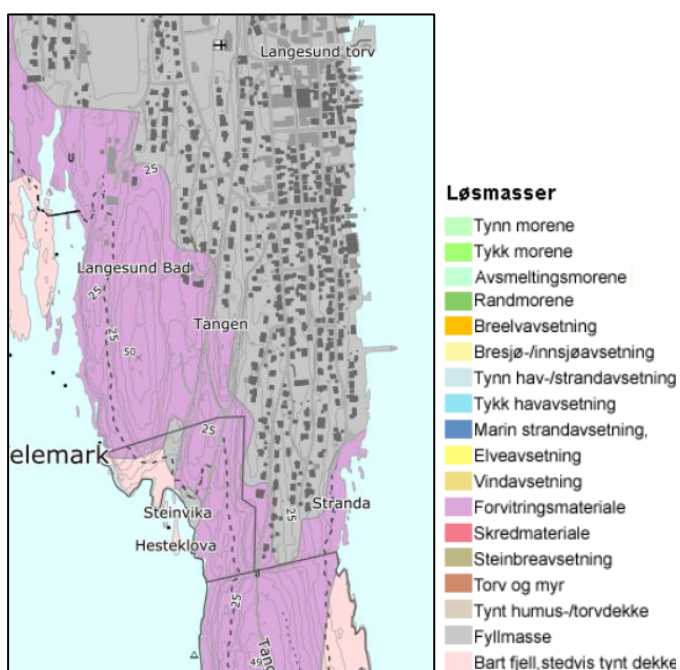 Langesund torv
25
U
Langesund Bad
25
25
Tangen
50
25
elemark
Steinvika
Stranda
25
Hesteklova
25
49
Tang
Løsmasser
Tynn morene
Tykk morene
Avsmeltingsmorene
Randmorene
Breelvavsetning
Bresjø-/innsjøavsetning
Tynn hav-/strandavsetning
Tykk havavsetning
Marin strandavsetning,
Elveavsetning
Vindavsetning
Forvitringsmateriale
Skredmateriale
Steinbreavsetning
Torv og myr
Tynt humus-/torvdekke
Fyllmasse
Bart fjell,stedvis tynt dekke